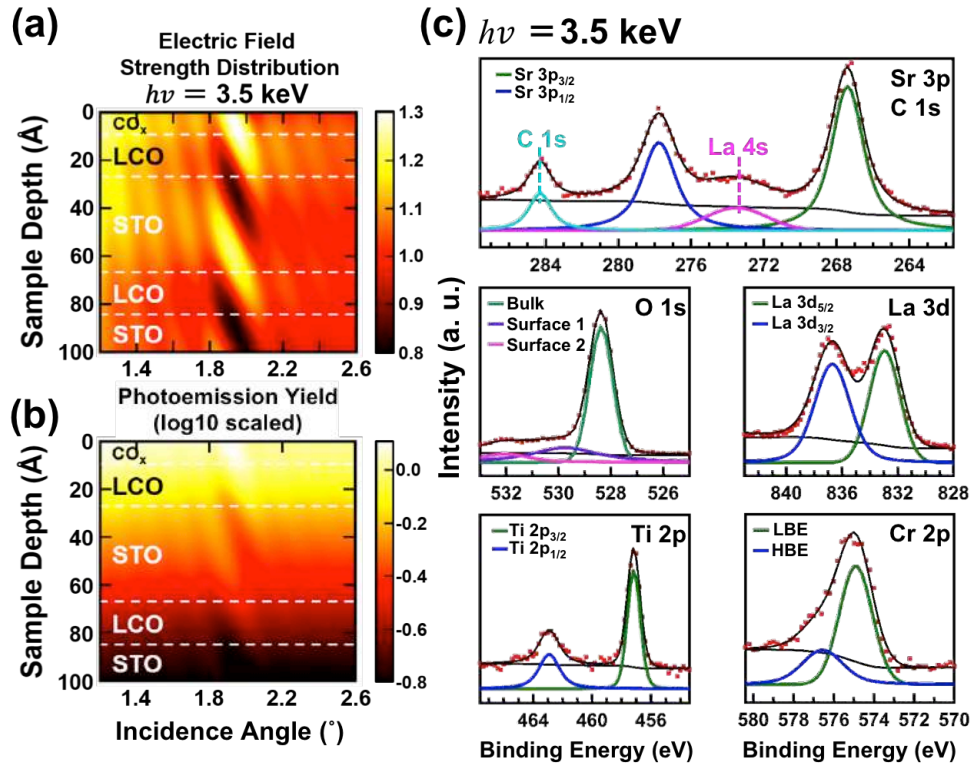 (a)
Electric Field
Strength Distribution
hν = 3.5 keV
Sample Depth (Å)
0
20
40
60
80
100
COₓ
LCO
STO
LCO
STO
1.3
1.2
1.1
1.0
0.9
0.8
1.4 1.8 2.2 2.6
(b)
Photoemission Yield
(log10 scaled)
Sample Depth (Å)
0
20
40
60
80
100
COₓ
LCO
STO
LCO
STO
0.0
-0.2
-0.4
-0.6
-0.8
1.4 1.8 2.2 2.6
Incidence Angle (˚)
(c) hν = 3.5 keV
Intensity (a. u.)
Sr 3p₃/₂
Sr 3p₁/₂
Sr 3p
C 1s
C 1s
La 4s
284 280 276 272 268 264
Bulk
Surface 1
Surface 2
O 1s
532 530 528 526
La 3d₅/₂
La 3d₃/₂
La 3d
840 836 832 828
Ti 2p₃/₂
Ti 2p₁/₂
Ti 2p
464 460 456
Binding Energy (eV)
LBE
HBE
Cr 2p
580 578 576 574 572 570
Binding Energy (eV)